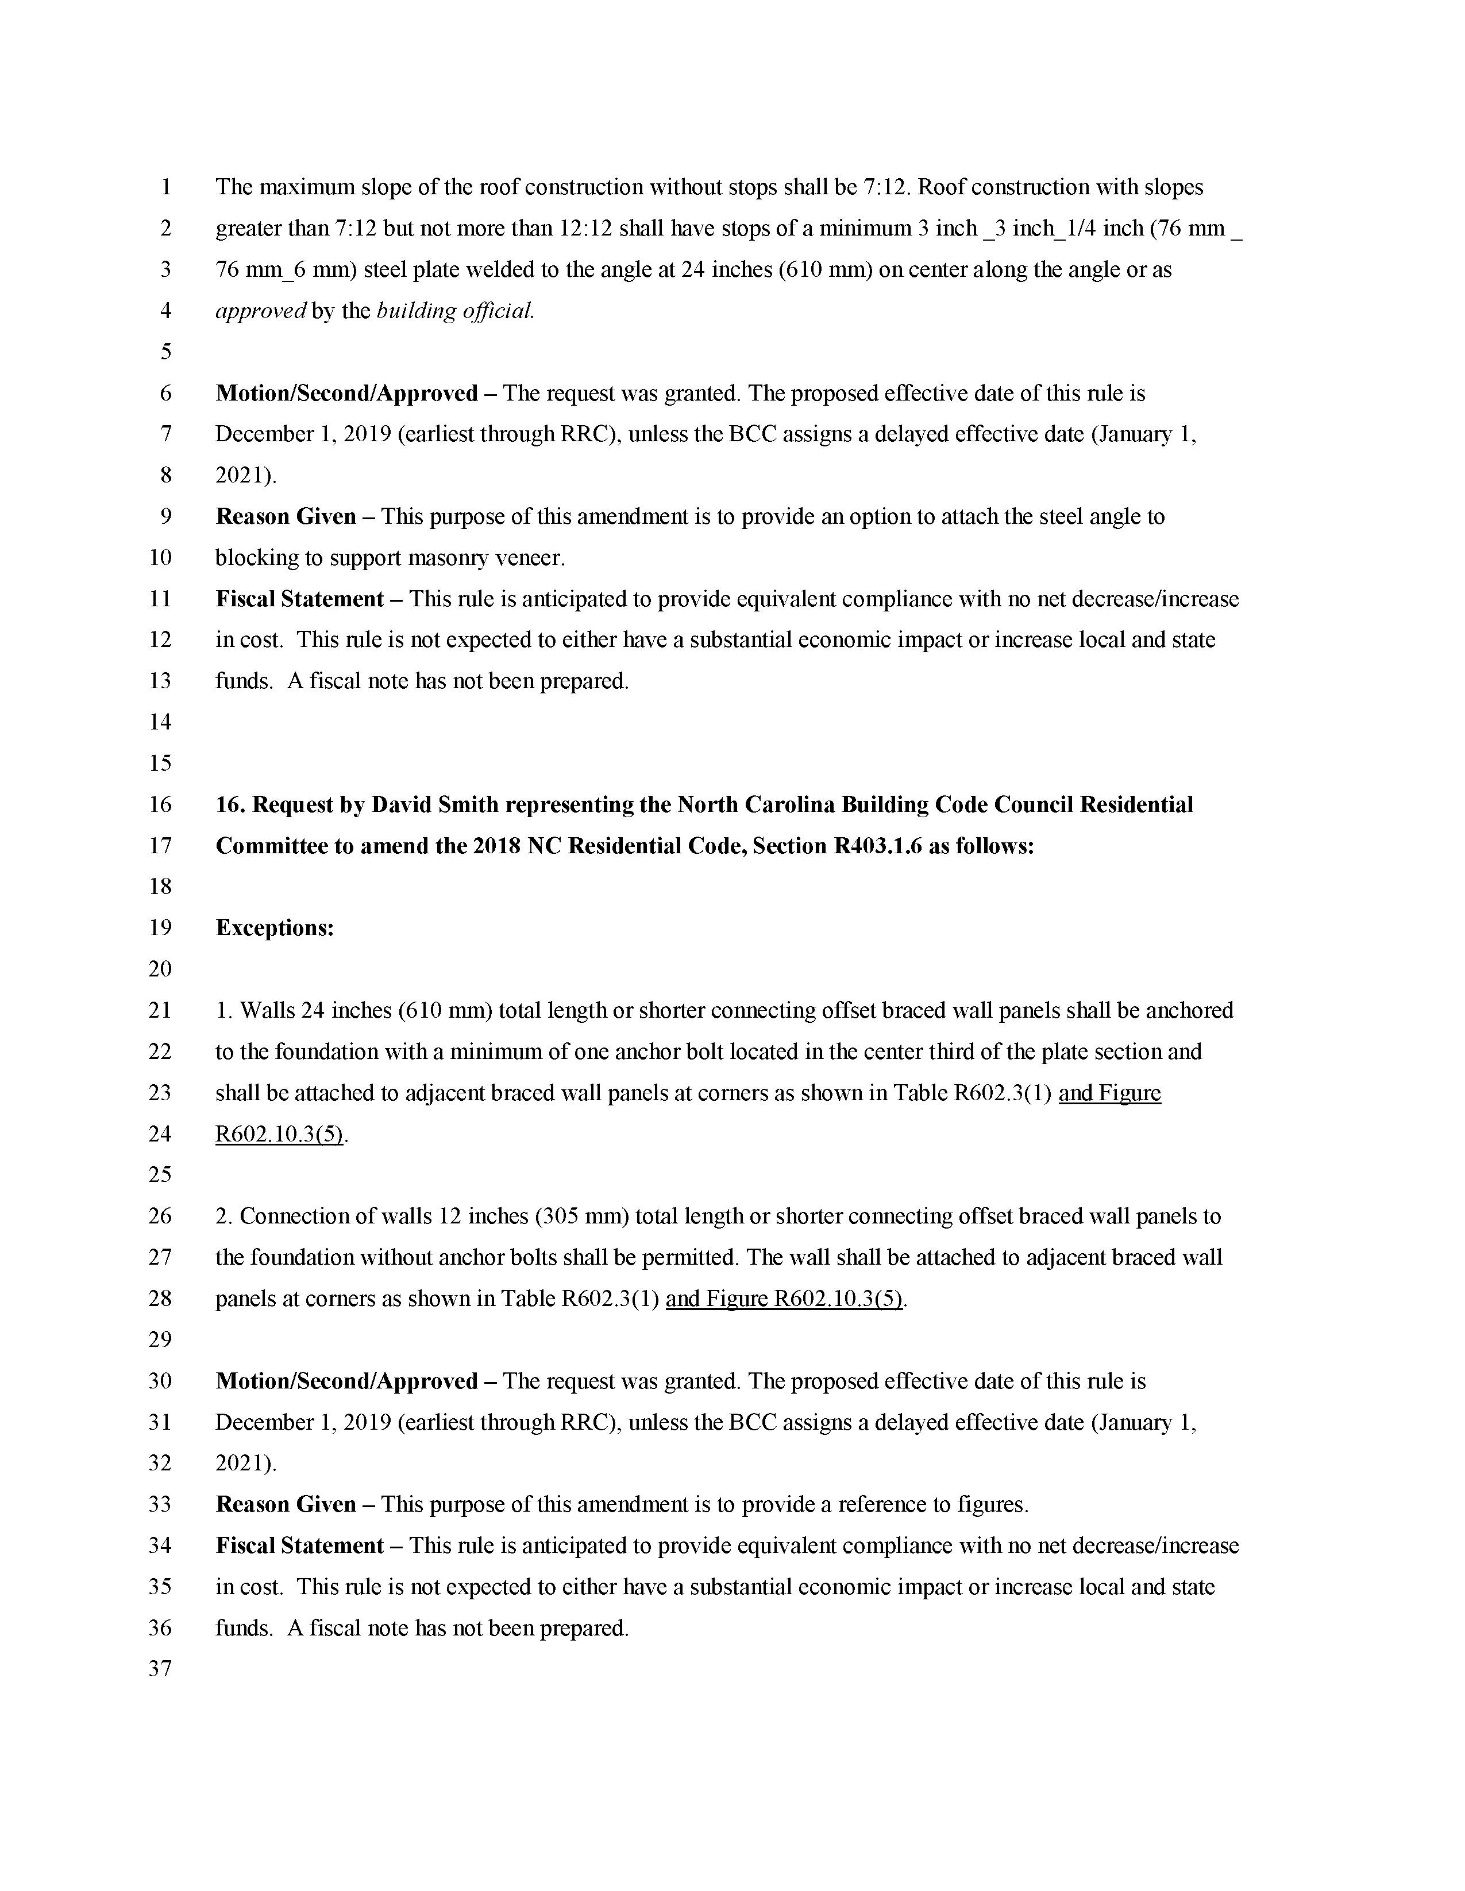 1 The maximum slope of the roof construction without stops shall be 7:12. Roof construction with slopes
2 greater than 7:12 but not more than 12:12 shall have stops of a minimum 3 inch _3 inch_1/4 inch (76 mm _
3 76 mm_6 mm) steel plate welded to the angle at 24 inches (610 mm) on center along the angle or as
4 approved by the building official.
5
6 Motion/Second/Approved – The request was granted. The proposed effective date of this rule is
7 December 1, 2019 (earliest through RRC), unless the BCC assigns a delayed effective date (January 1,
8 2021).
9 Reason Given – This purpose of this amendment is to provide an option to attach the steel angle to
10 blocking to support masonry veneer.
11 Fiscal Statement – This rule is anticipated to provide equivalent compliance with no net decrease/increase
12 in cost.  This rule is not expected to either have a substantial economic impact or increase local and state
13 funds.  A fiscal note has not been prepared.
14
15
16 16. Request by David Smith representing the North Carolina Building Code Council Residential
17 Committee to amend the 2018 NC Residential Code, Section R403.1.6 as follows:
18
19 Exceptions:
20
21 1. Walls 24 inches (610 mm) total length or shorter connecting offset braced wall panels shall be anchored
22 to the foundation with a minimum of one anchor bolt located in the center third of the plate section and
23 shall be attached to adjacent braced wall panels at corners as shown in Table R602.3(1) and Figure
24 R602.10.3(5).
25
26 2. Connection of walls 12 inches (305 mm) total length or shorter connecting offset braced wall panels to
27 the foundation without anchor bolts shall be permitted. The wall shall be attached to adjacent braced wall
28 panels at corners as shown in Table R602.3(1) and Figure R602.10.3(5).
29
30 Motion/Second/Approved – The request was granted. The proposed effective date of this rule is
31 December 1, 2019 (earliest through RRC), unless the BCC assigns a delayed effective date (January 1,
32 2021).
33 Reason Given – This purpose of this amendment is to provide a reference to figures.
34 Fiscal Statement – This rule is anticipated to provide equivalent compliance with no net decrease/increase
35 in cost.  This rule is not expected to either have a substantial economic impact or increase local and state
36 funds.  A fiscal note has not been prepared.
37